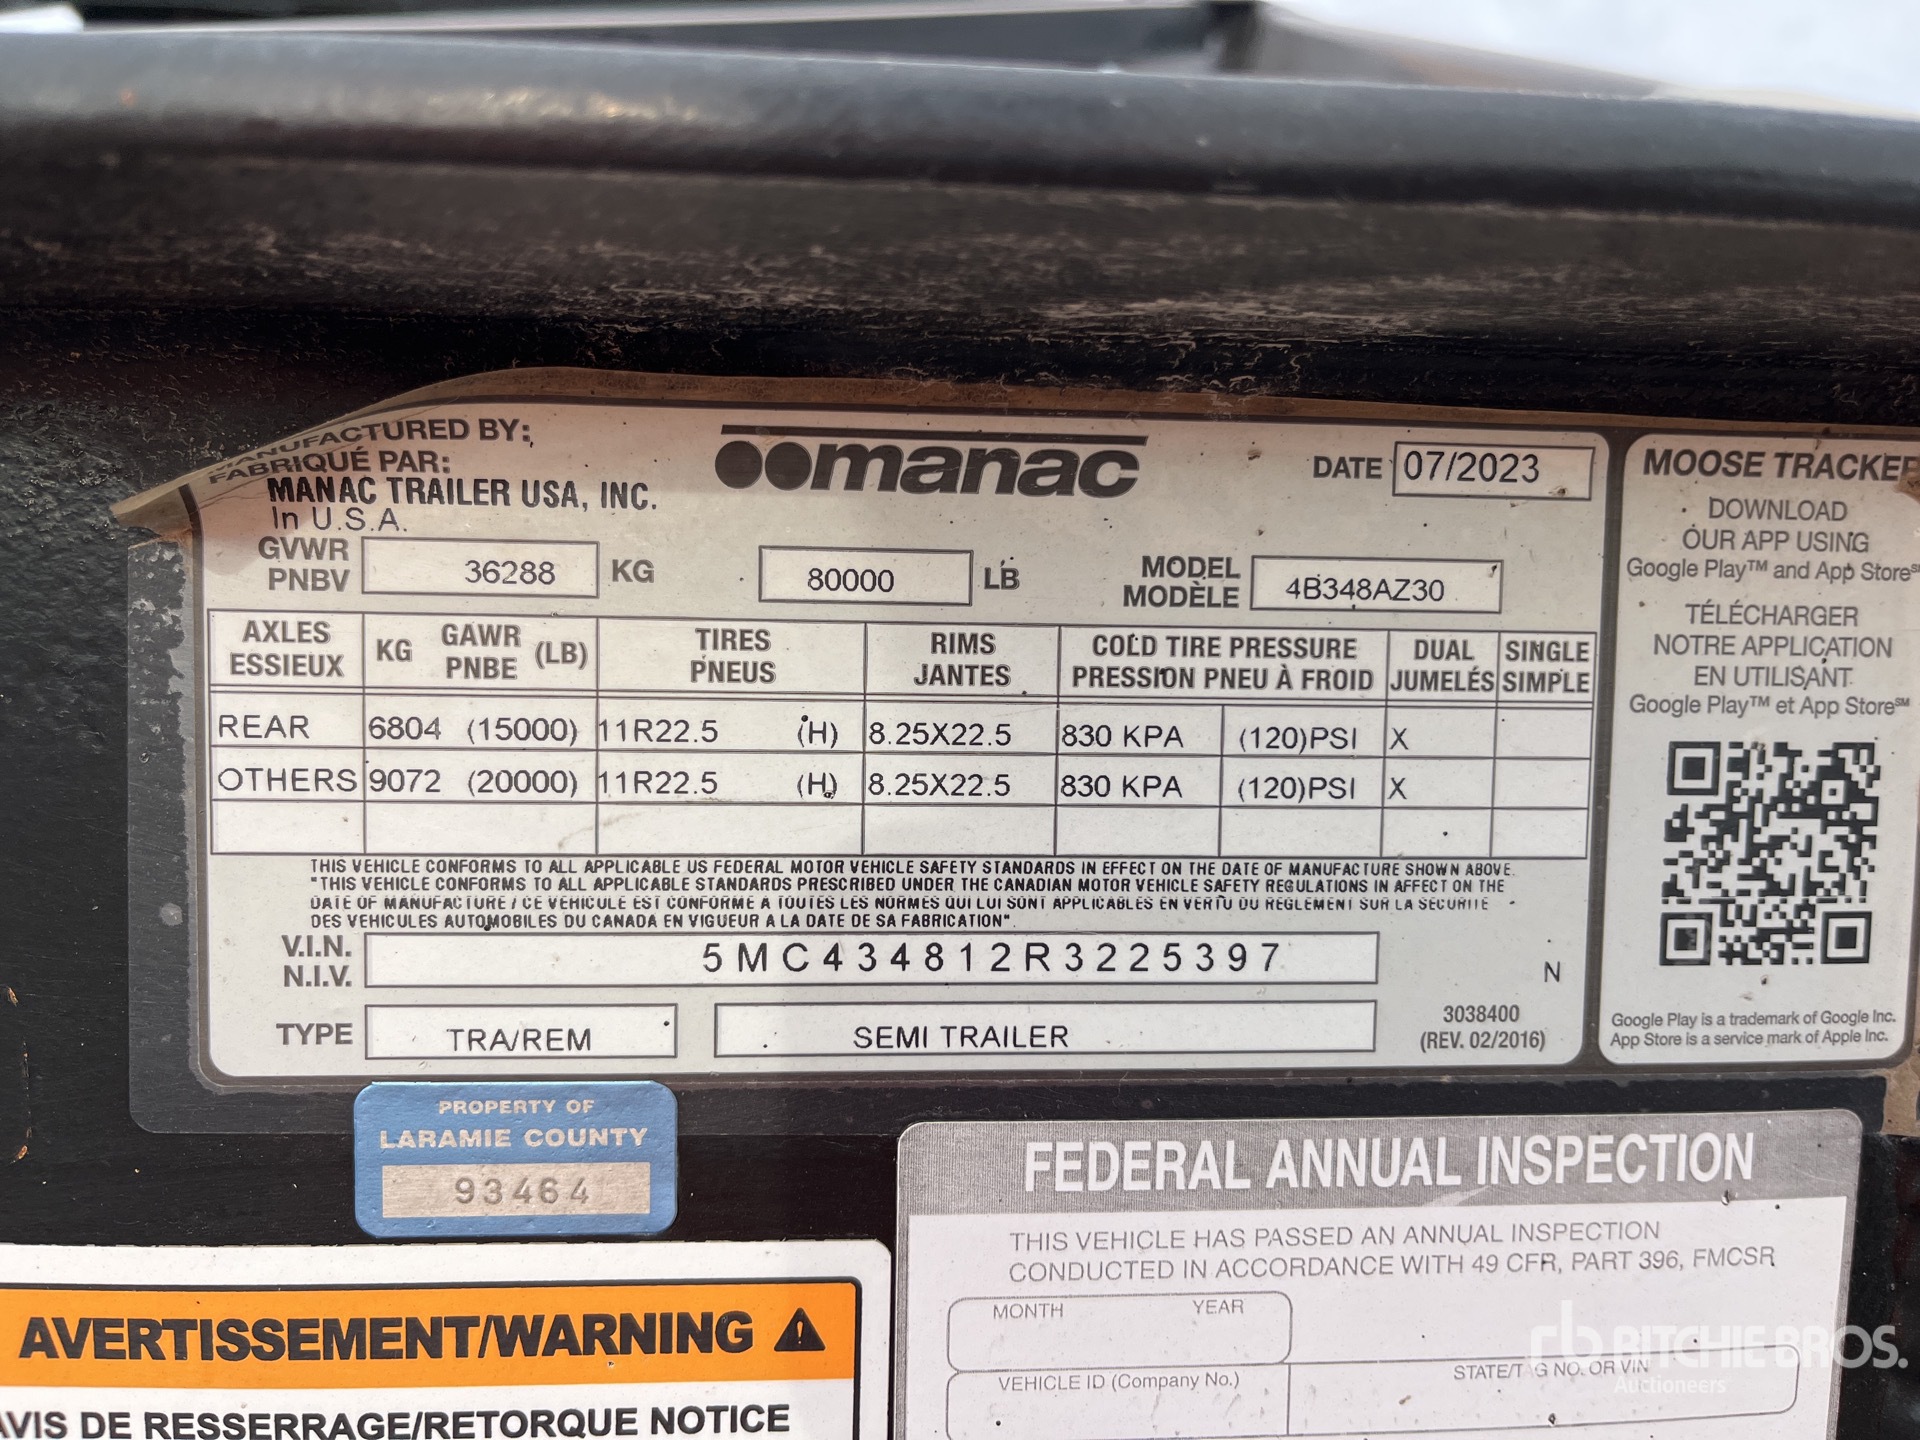 MANUFACTURED BY:
FABRIQUÉ PAR:
MANAC TRAILER USA, INC.
In U.S.A.
manac
DATE 07/2023
GVWR
PNBV
36288 KG
80000 LB
MODEL
MODÈLE
4B348AZ30
AXLES
ESSIEUX
KG GAWR
PNBE (LB)
TIRES
PNEUS
RIMS
JANTES
COLD TIRE PRESSURE
PRESSION PNEU À FROID
DUAL
JUMELÉS
SINGLE
SIMPLE
REAR 6804 (15000) 11R22.5 (H) 8.25X22.5 830 KPA (120)PSI X
OTHERS 9072 (20000) 11R22.5 (H) 8.25X22.5 830 KPA (120)PSI X
THIS VEHICLE CONFORMS TO ALL APPLICABLE US FEDERAL MOTOR VEHICLE SAFETY STANDARDS IN EFFECT ON THE DATE OF MANUFACTURE SHOWN ABOVE.
"THIS VEHICLE CONFORMS TO ALL APPLICABLE STANDARDS PRESCRIBED UNDER THE CANADIAN MOTOR VEHICLE SAFETY REGULATIONS IN AFFECT ON THE
DATE OF MANUFACTURE / CE VEHICULE EST CONFORME A TOUTES LES NORMES QUI LUI SONT APPLICABLES EN VERTU DU REGLEMENT SUR LA SECURITE
DES VEHICULES AUTOMOBILES DU CANADA EN VIGUEUR A LA DATE DE SA FABRICATION".
V.I.N.
N.I.V.
5MC434812R3225397
N
TYPE TRA/REM SEMI TRAILER
3038400
(REV. 02/2016)
MOOSE TRACKER
DOWNLOAD
OUR APP USING
Google Play™ and App Store℠
TÉLÉCHARGER
NOTRE APPLICATION
EN UTILISANT
Google Play™ et App Store℠
Google Play is a trademark of Google Inc.
App Store is a service mark of Apple Inc.
PROPERTY OF
LARAMIE COUNTY
93464
FEDERAL ANNUAL INSPECTION
THIS VEHICLE HAS PASSED AN ANNUAL INSPECTION
CONDUCTED IN ACCORDANCE WITH 49 CFR, PART 396, FMCSR
MONTH YEAR
VEHICLE ID (Company No.)
STATE/TAG NO. OR VIN
AVERTISSEMENT/WARNING
AVIS DE RESSERRAGE/RETORQUE NOTICE
rb RITCHIE BROS.
Auctioneers